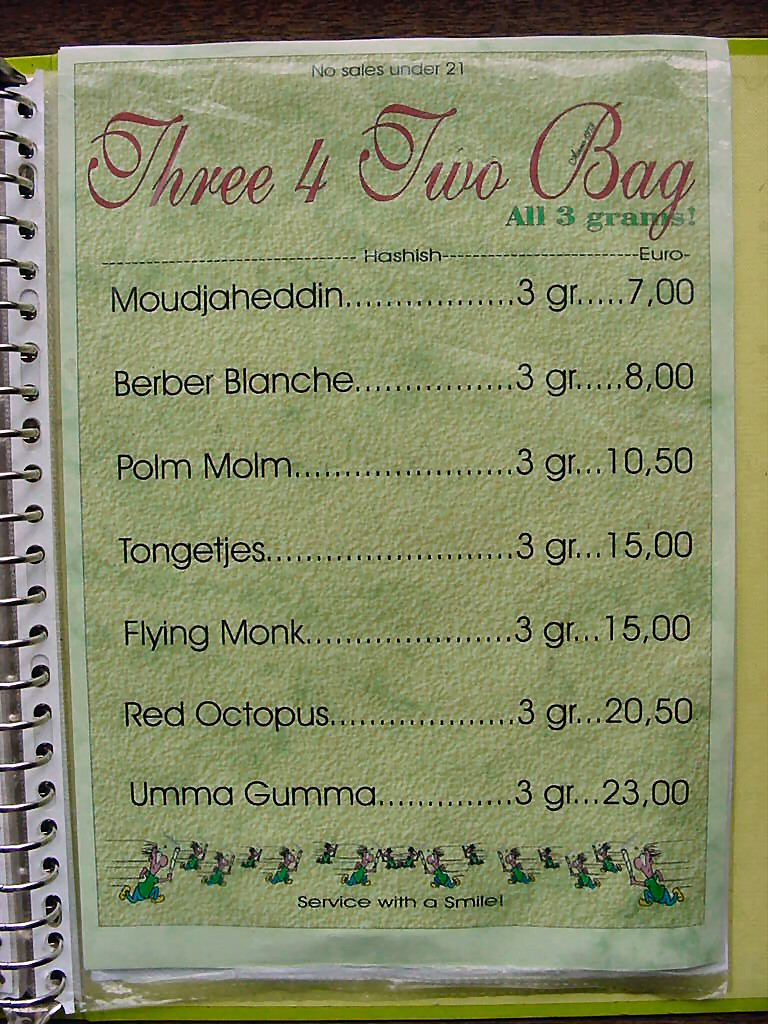 No sales under 21
Three 4 Two Bag
All 3 grams!
------------------------------ Hashish-----------------------Euro-
Moudjaheddin.................3 gr.....7,00
Berber Blanche................3 gr.....8,00
Polm Molm......................3 gr...10,50
Tongetjes.........................3 gr...15,00
Flying Monk.....................3 gr...15,00
Red Octopus...................3 gr...20,50
Umma Gumma..............3 gr...23,00
Service with a Smile!